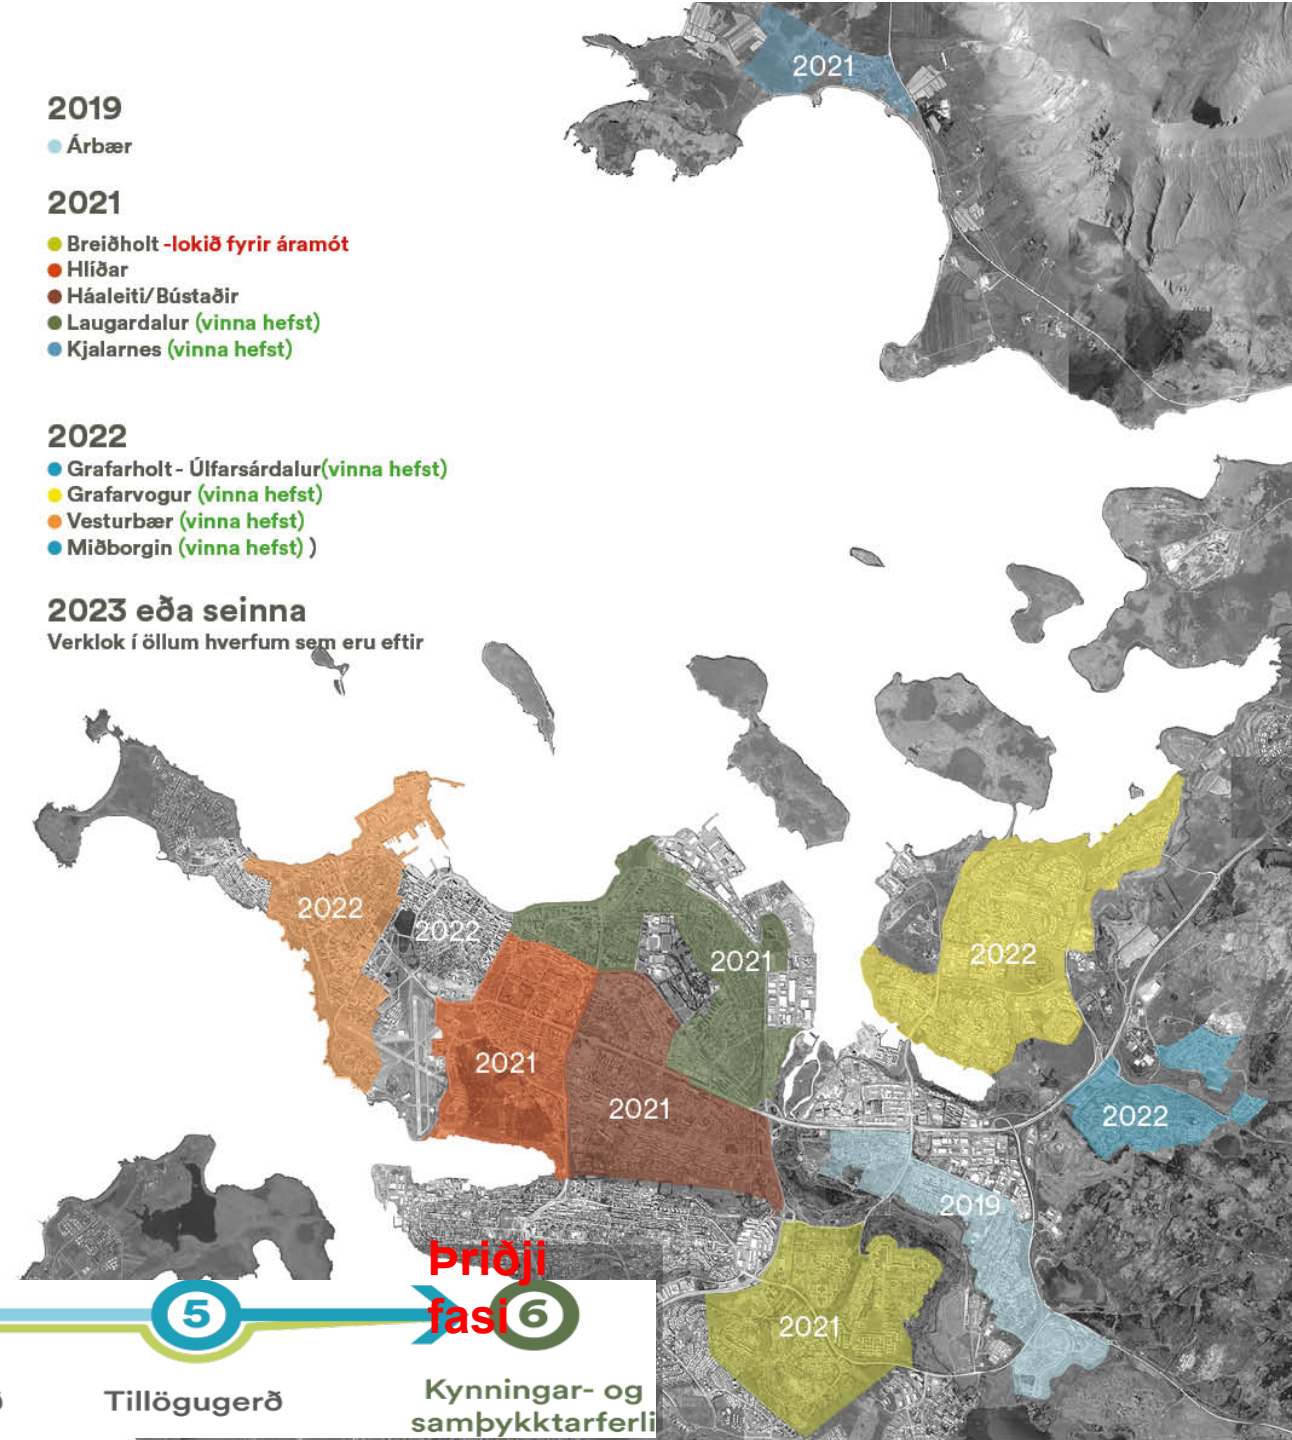 2019
Árbær
2021
Breiðholt -lokið fyrir áramót
Hlíðar
Háaleiti/Bústaðir
Laugardalur (vinna hefst)
Kjalarnes (vinna hefst)
2022
Grafarholt - Úlfarsárdalur(vinna hefst)
Grafarvogur (vinna hefst)
Vesturbær (vinna hefst)
Miðborgin (vinna hefst) )
2023 eða seinna
Verklok í öllum hverfum sem eru eftir
2021
2022
2022
2021
2022
2021
2021
2022
2019
2021
Þriðji
fasi
5
6
Tillögugerð
Kynningar- og
samþykktarferli